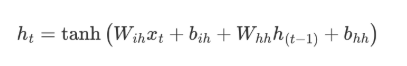 h_t = tanh (W_{ih}x_t + b_{ih} + W_{hh}h_{(t−1)} + b_{hh})